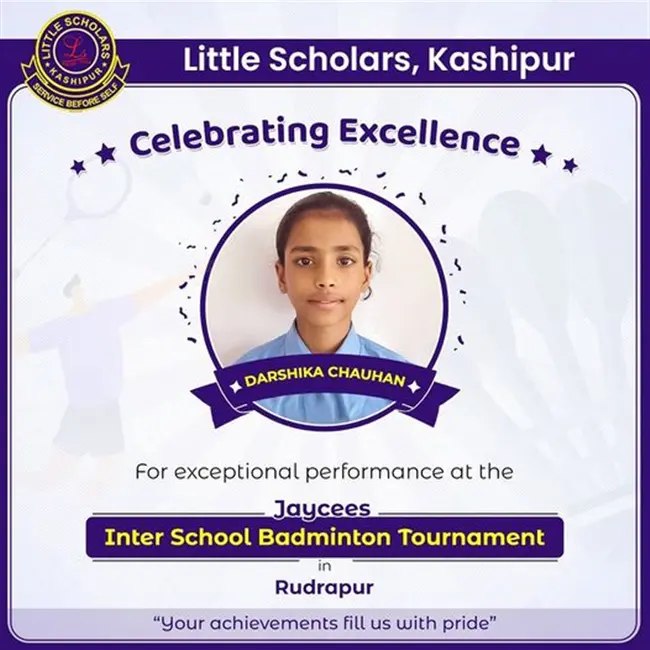 LITTLE SCHOLARS
Ls
KASHIPUR
SERVICE BEFORE SELF
Little Scholars, Kashipur
Celebrating Excellence
DARSHIKA CHAUHAN
For exceptional performance at the
Jaycees
Inter School Badminton Tournament
in
Rudrapur
“Your achievements fill us with pride”